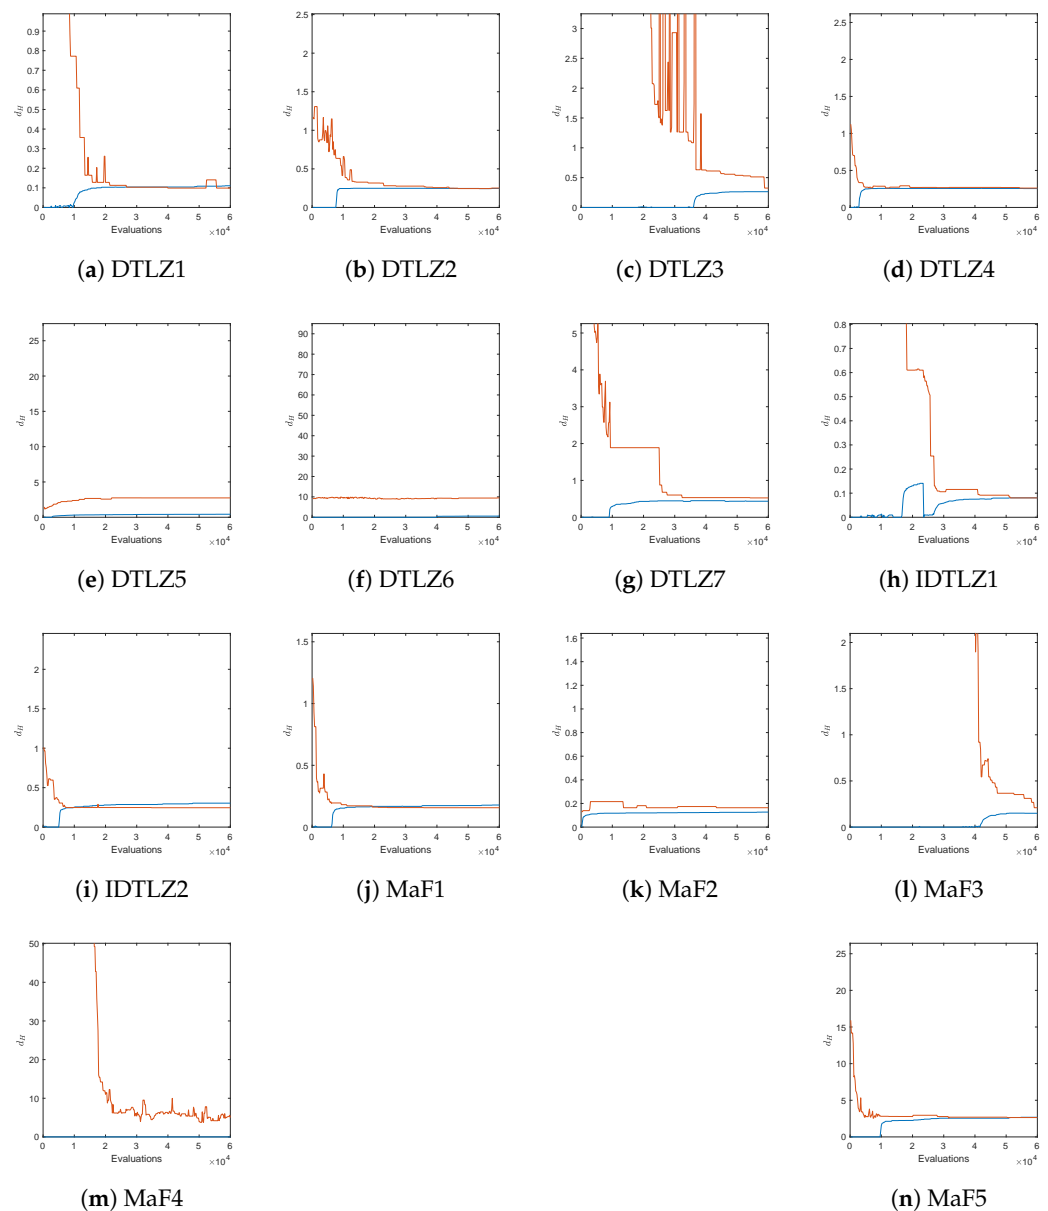 0 0.1 0.2 0.3 0.4 0.5 0.6 0.7 0.8 0.9
d_H
0 1 2 3 4 5 6
Evaluations ×10^4
(a) DTLZ1
0 0.5 1 1.5 2 2.5
d_H
0 1 2 3 4 5 6
Evaluations ×10^4
(b) DTLZ2
0 0.5 1 1.5 2 2.5 3
d_H
0 1 2 3 4 5 6
Evaluations ×10^4
(c) DTLZ3
0 0.5 1 1.5 2 2.5
d_H
0 1 2 3 4 5 6
Evaluations ×10^4
(d) DTLZ4
0 5 10 15 20 25
d_H
0 1 2 3 4 5 6
Evaluations ×10^4
(e) DTLZ5
0 10 20 30 40 50 60 70 80 90
d_H
0 1 2 3 4 5 6
Evaluations ×10^4
(f) DTLZ6
0 1 2 3 4 5
d_H
0 1 2 3 4 5 6
Evaluations ×10^4
(g) DTLZ7
0 0.1 0.2 0.3 0.4 0.5 0.6 0.7 0.8
d_H
0 1 2 3 4 5 6
Evaluations ×10^4
(h) IDTLZ1
0 0.5 1 1.5 2
d_H
0 1 2 3 4 5 6
Evaluations ×10^4
(i) IDTLZ2
0 0.5 1 1.5
d_H
0 1 2 3 4 5 6
Evaluations ×10^4
(j) MaF1
0 0.2 0.4 0.6 0.8 1 1.2 1.4 1.6
d_H
0 1 2 3 4 5 6
Evaluations ×10^4
(k) MaF2
0 0.5 1 1.5 2
d_H
0 1 2 3 4 5 6
Evaluations ×10^4
(l) MaF3
0 10 20 30 40 50
d_H
0 1 2 3 4 5 6
Evaluations ×10^4
(m) MaF4
0 5 10 15 20 25
d_H
0 1 2 3 4 5 6
Evaluations ×10^4
(n) MaF5